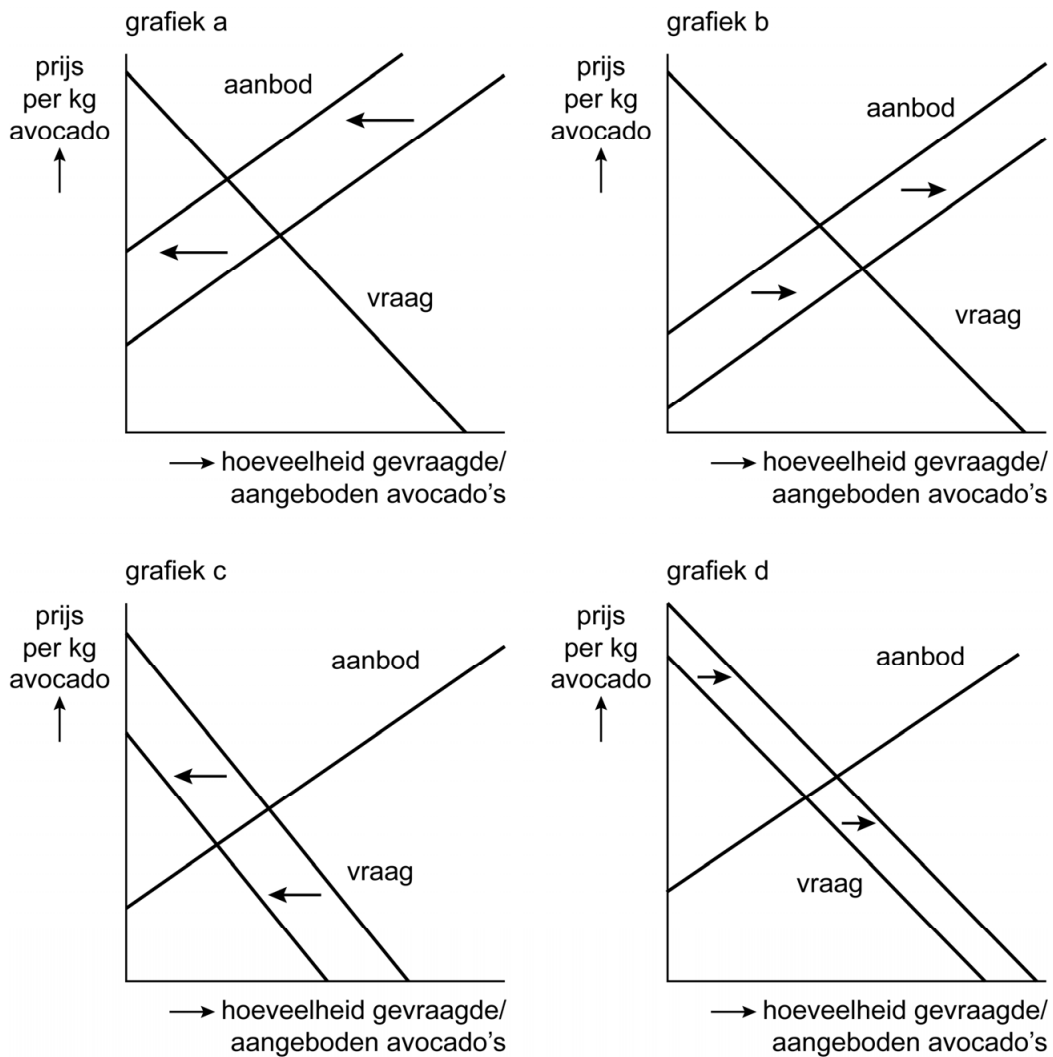 grafiek a
prijs
per kg
avocado
aanbod
vraag
hoeveelheid gevraagde/
aangeboden avocado's
grafiek b
prijs
per kg
avocado
aanbod
vraag
hoeveelheid gevraagde/
aangeboden avocado's
grafiek c
prijs
per kg
avocado
aanbod
vraag
hoeveelheid gevraagde/
aangeboden avocado's
grafiek d
prijs
per kg
avocado
aanbod
vraag
hoeveelheid gevraagde/
aangeboden avocado's